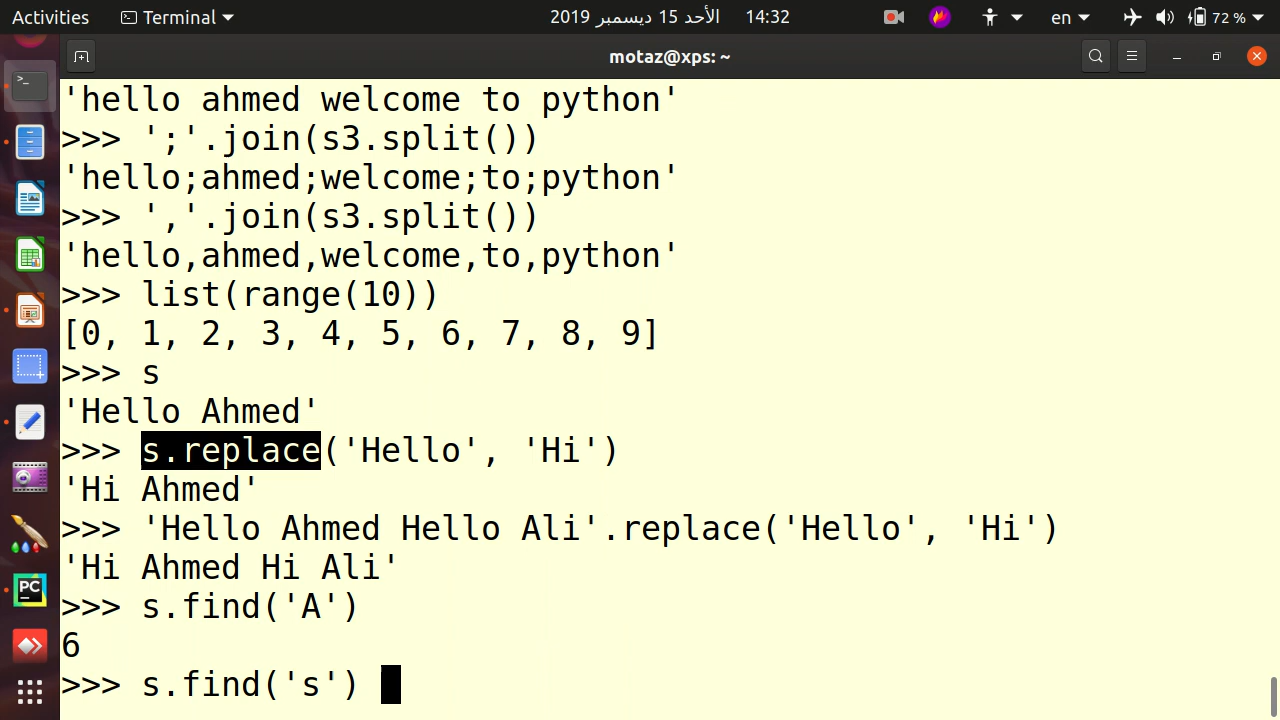 Activities Terminal الأحد 15 ديسمبر 2019 14:32 en 72 %
motaz@xps: ~
'hello ahmed welcome to python'
>>> ';'.join(s3.split())
'hello;ahmed;welcome;to;python'
>>> ','.join(s3.split())
'hello,ahmed,welcome,to,python'
>>> list(range(10))
[0, 1, 2, 3, 4, 5, 6, 7, 8, 9]
>>> s
'Hello Ahmed'
>>> s.replace('Hello', 'Hi')
'Hi Ahmed'
>>> 'Hello Ahmed Hello Ali'.replace('Hello', 'Hi')
'Hi Ahmed Hi Ali'
>>> s.find('A')
6
>>> s.find('s')
PC